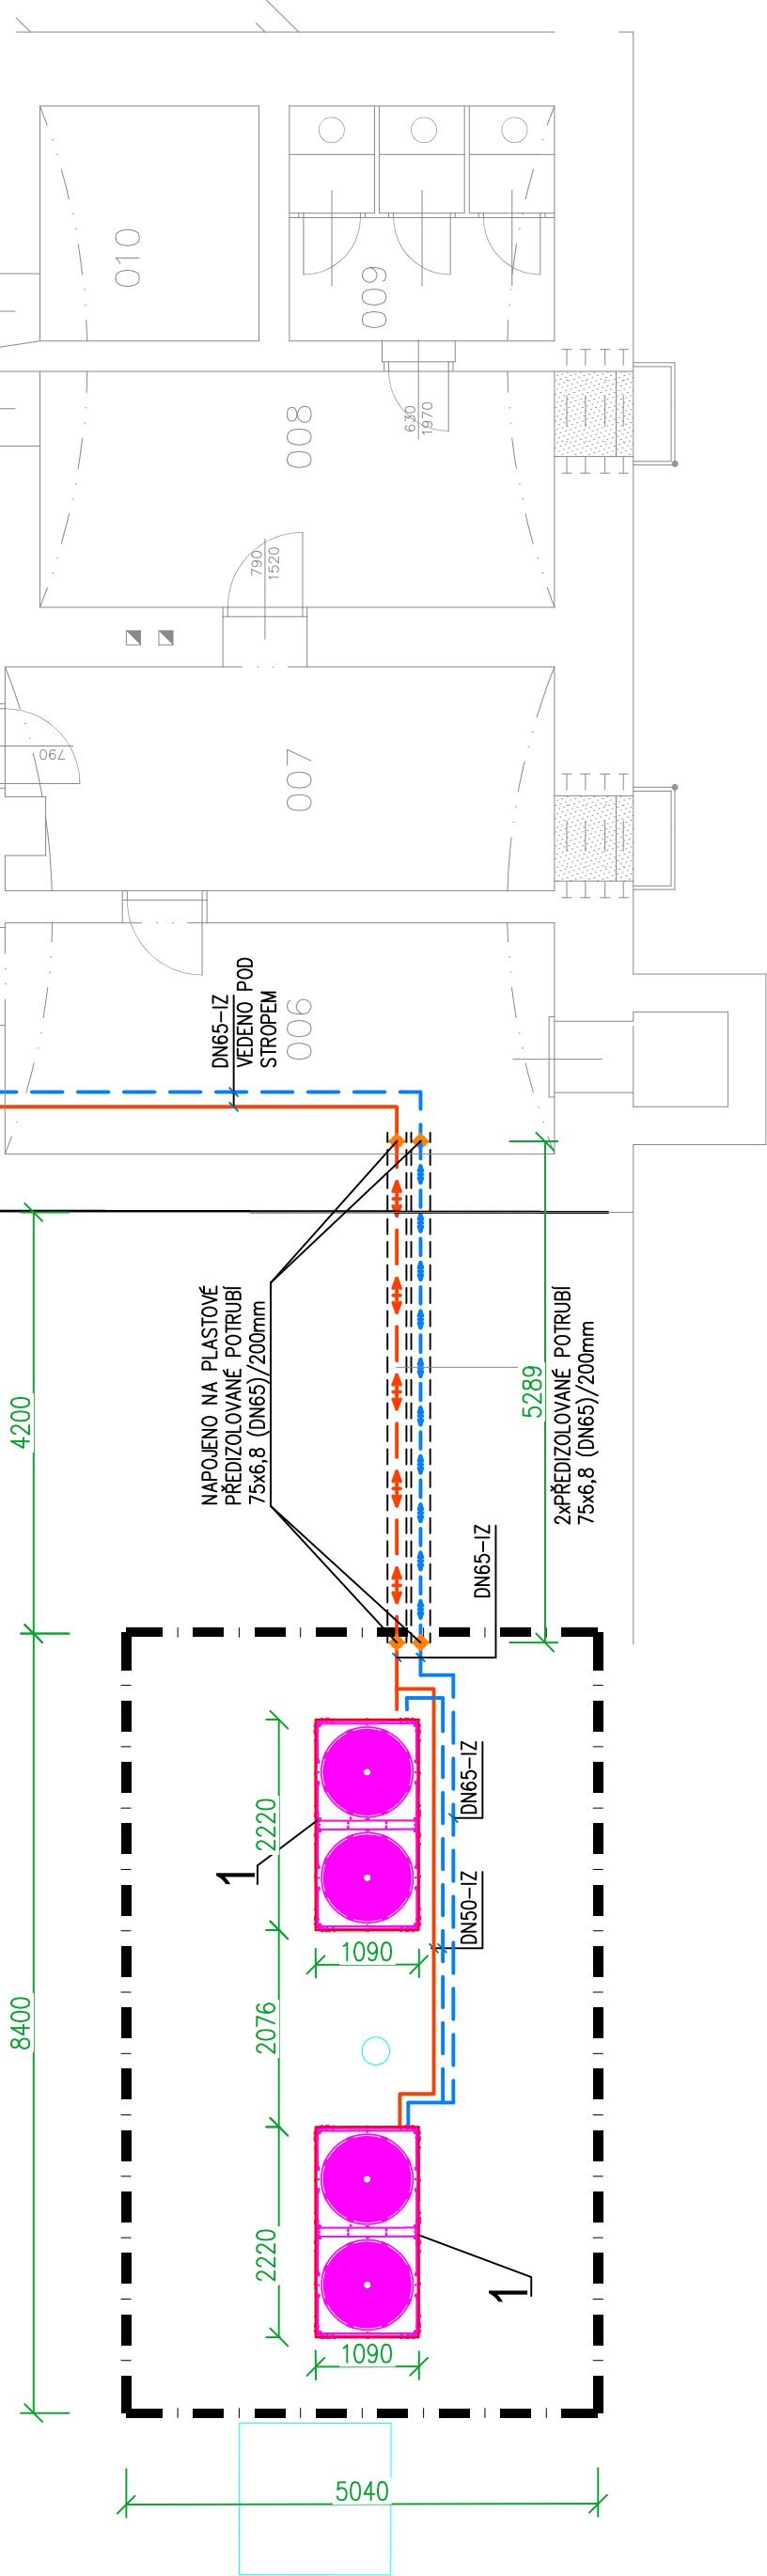 010
009
008
630
1970
790
1520
790
007
DN65-IZ
VEDENO POD
STROPEM
006
4200
NAPOJENO NA PLASTOVÉ
PŘEDIZOLOVANÉ POTRUBÍ
75x6,8 (DN65)/200mm
5289
2xPŘEDIZOLOVANÉ POTRUBÍ
75x6,8 (DN65)/200mm
DN65-IZ
2220
1
DN65-IZ
DN50-IZ
1090
8400
2076
2220
1
1090
5040